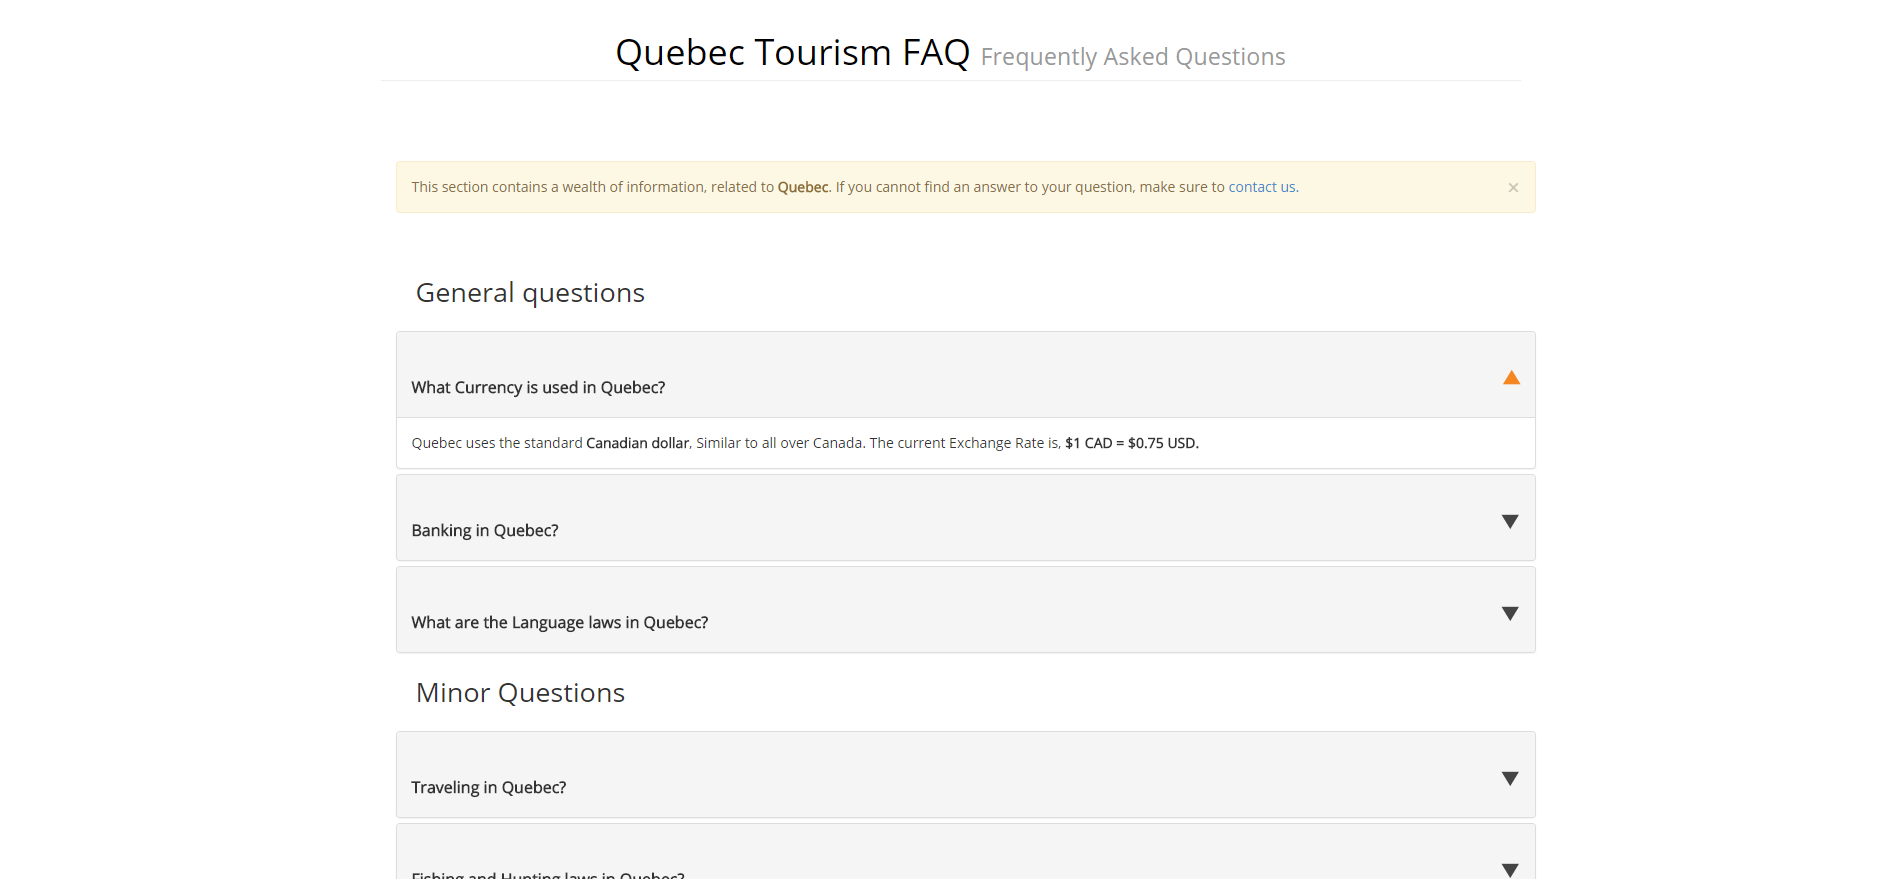 Quebec Tourism FAQ Frequently Asked Questions
This section contains a wealth of information, related to Quebec. If you cannot find an answer to your question, make sure to contact us.
×
General questions
What Currency is used in Quebec?
Quebec uses the standard Canadian dollar, Similar to all over Canada. The current Exchange Rate is, $1 CAD = $0.75 USD.
Banking in Quebec?
What are the Language laws in Quebec?
Minor Questions
Traveling in Quebec?
Fishing and Hunting laws in Quebec?